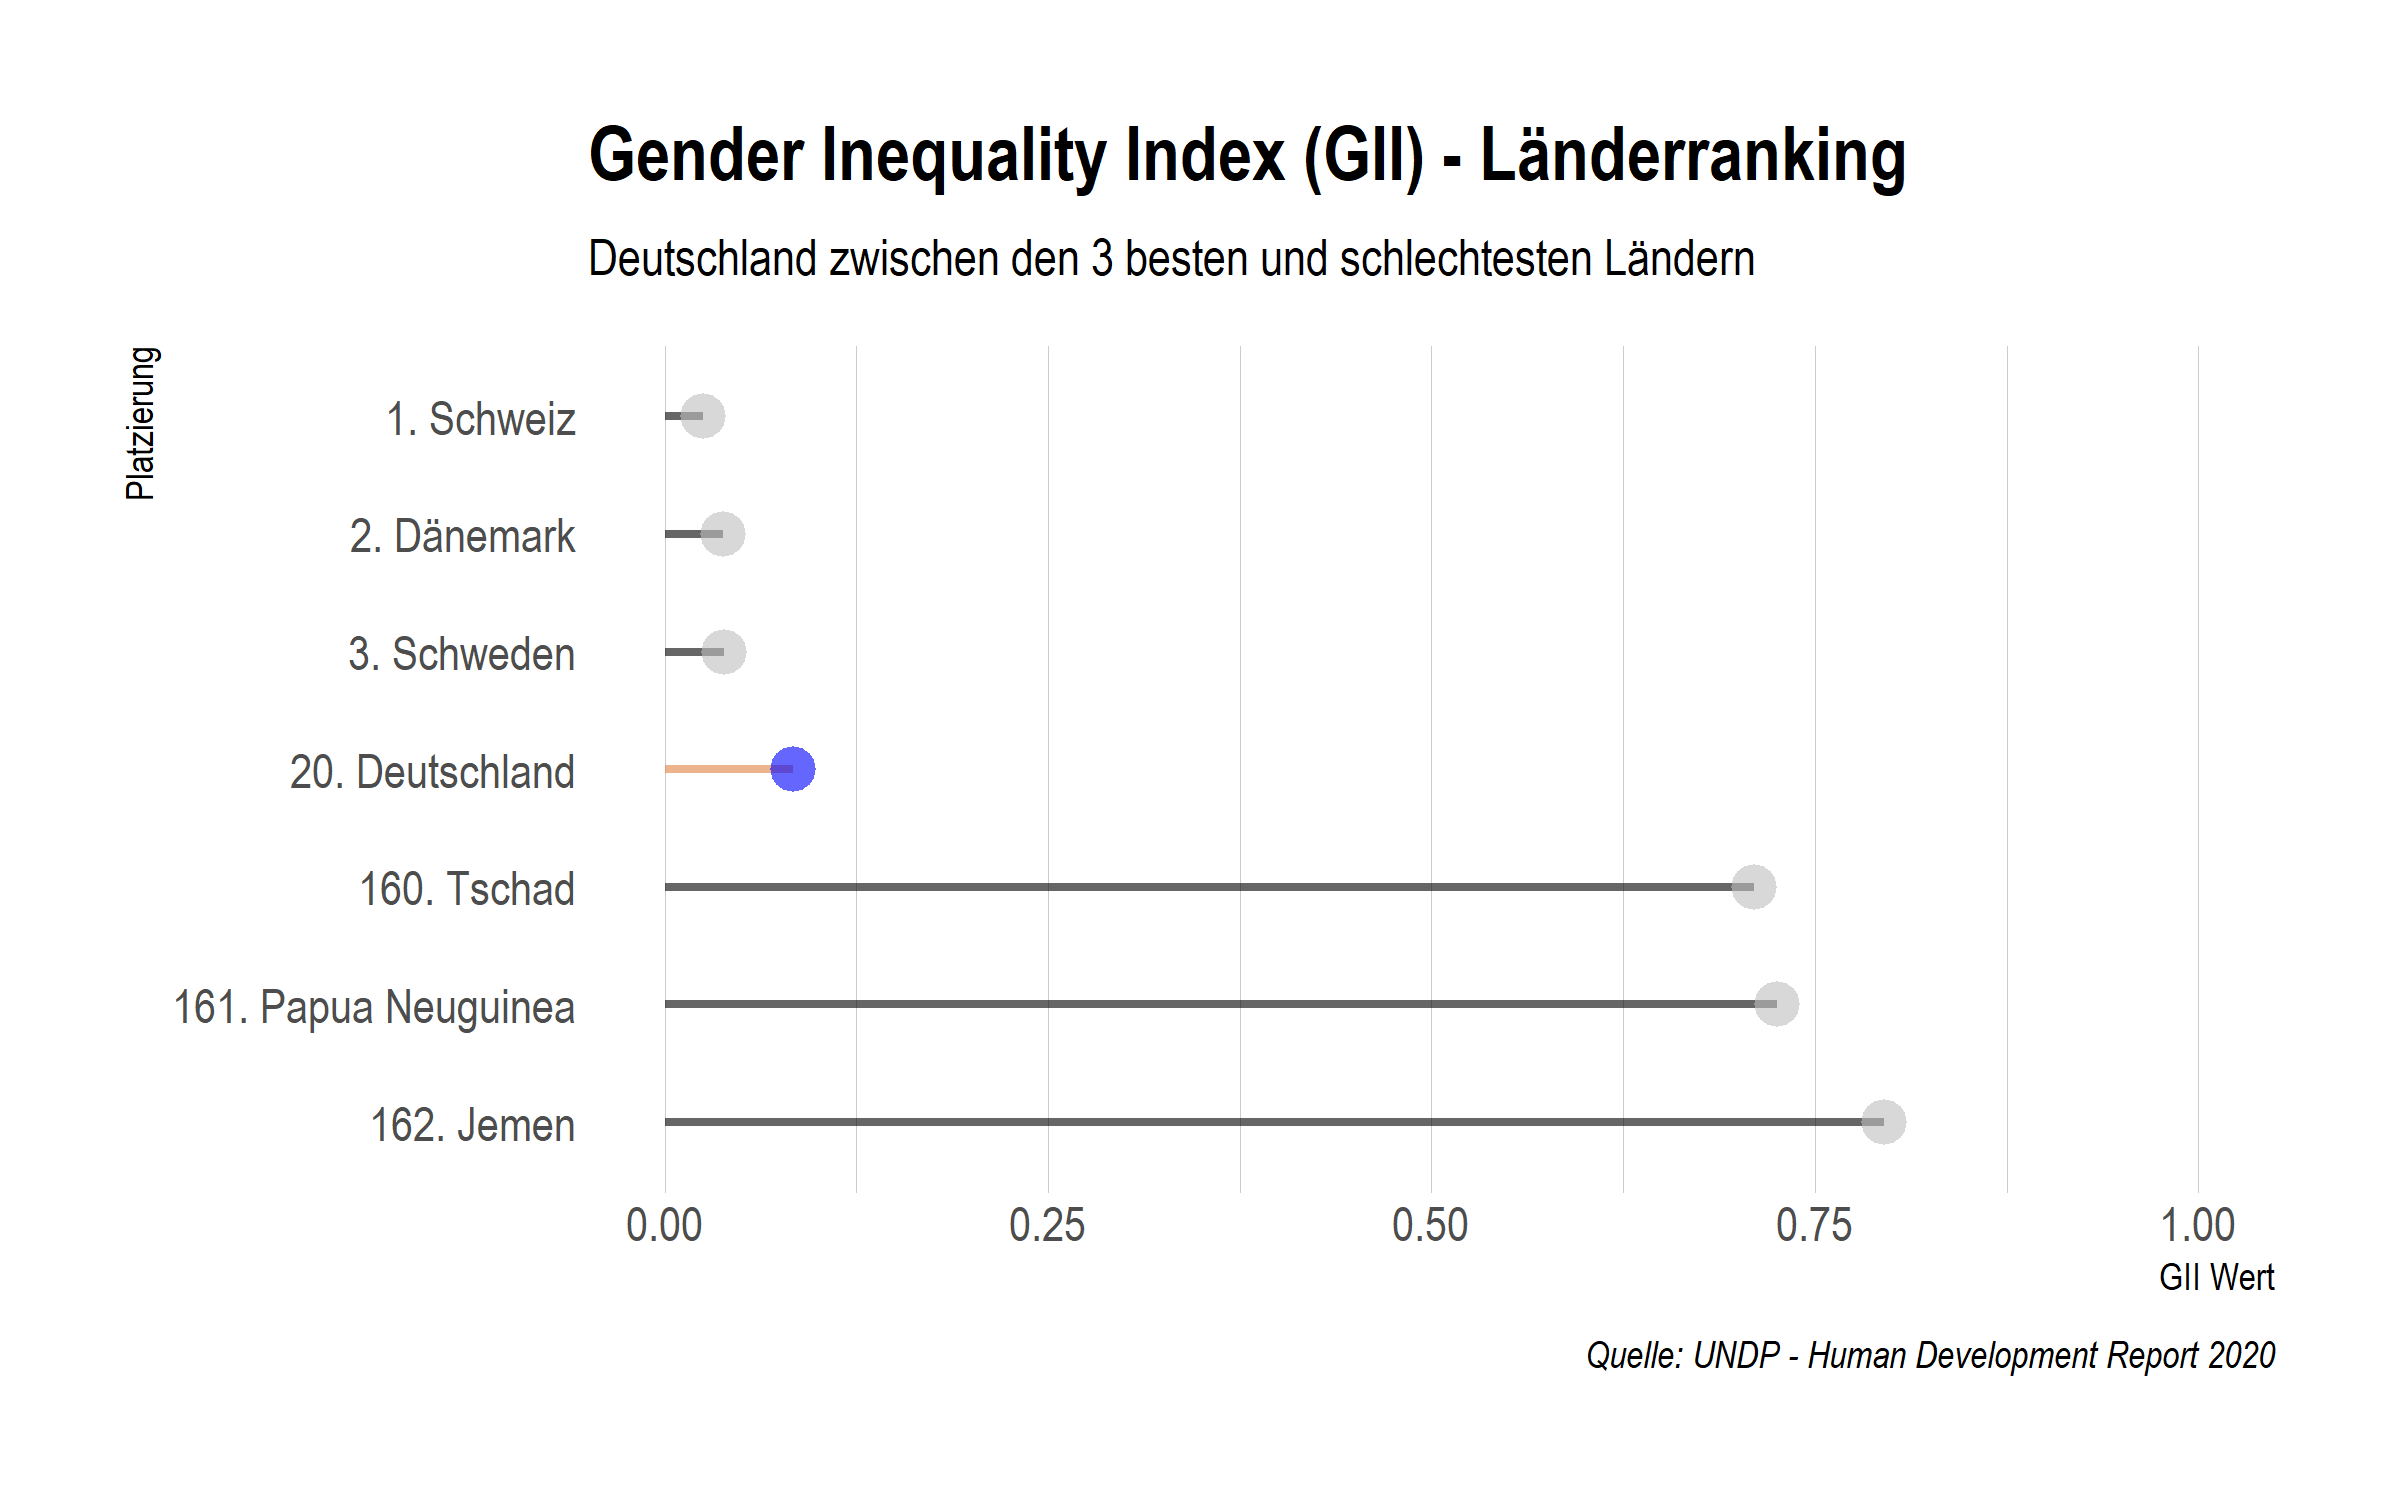 Gender Inequality Index (GII) - Länderranking
Deutschland zwischen den 3 besten und schlechtesten Ländern
Platzierung
1. Schweiz
2. Dänemark
3. Schweden
20. Deutschland
160. Tschad
161. Papua Neuguinea
162. Jemen
0.00 0.25 0.50 0.75 1.00
GII Wert
Quelle: UNDP - Human Development Report 2020